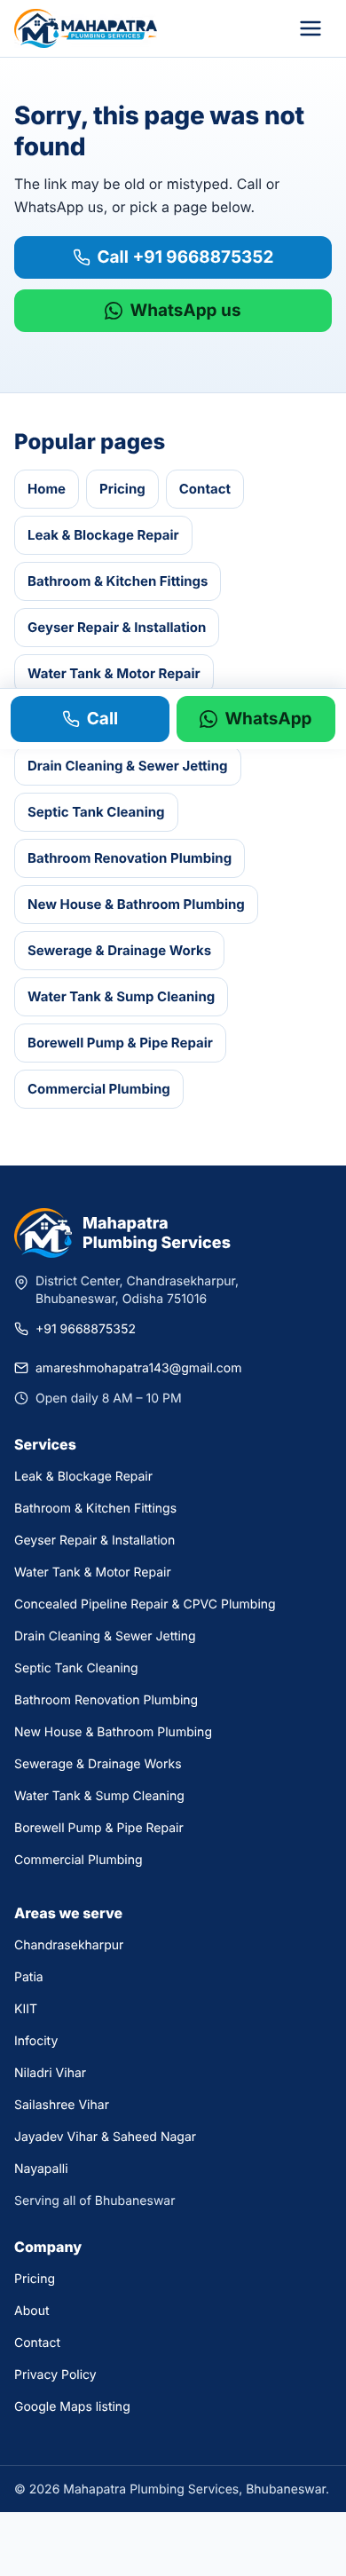 MAHAPATRA
PLUMBING SERVICES
Sorry, this page was not
found
The link may be old or mistyped. Call or
WhatsApp us, or pick a page below.
Call +91 9668875352
WhatsApp us
Popular pages
Home
Pricing
Contact
Leak & Blockage Repair
Bathroom & Kitchen Fittings
Geyser Repair & Installation
Water Tank & Motor Repair
Call
WhatsApp
Drain Cleaning & Sewer Jetting
Septic Tank Cleaning
Bathroom Renovation Plumbing
New House & Bathroom Plumbing
Sewerage & Drainage Works
Water Tank & Sump Cleaning
Borewell Pump & Pipe Repair
Commercial Plumbing
Mahapatra
Plumbing Services
District Center, Chandrasekharpur,
Bhubaneswar, Odisha 751016
+91 9668875352
amareshmohapatra143@gmail.com
Open daily 8 AM – 10 PM
Services
Leak & Blockage Repair
Bathroom & Kitchen Fittings
Geyser Repair & Installation
Water Tank & Motor Repair
Concealed Pipeline Repair & CPVC Plumbing
Drain Cleaning & Sewer Jetting
Septic Tank Cleaning
Bathroom Renovation Plumbing
New House & Bathroom Plumbing
Sewerage & Drainage Works
Water Tank & Sump Cleaning
Borewell Pump & Pipe Repair
Commercial Plumbing
Areas we serve
Chandrasekharpur
Patia
KIIT
Infocity
Niladri Vihar
Sailashree Vihar
Jayadev Vihar & Saheed Nagar
Nayapalli
Serving all of Bhubaneswar
Company
Pricing
About
Contact
Privacy Policy
Google Maps listing
© 2026 Mahapatra Plumbing Services, Bhubaneswar.